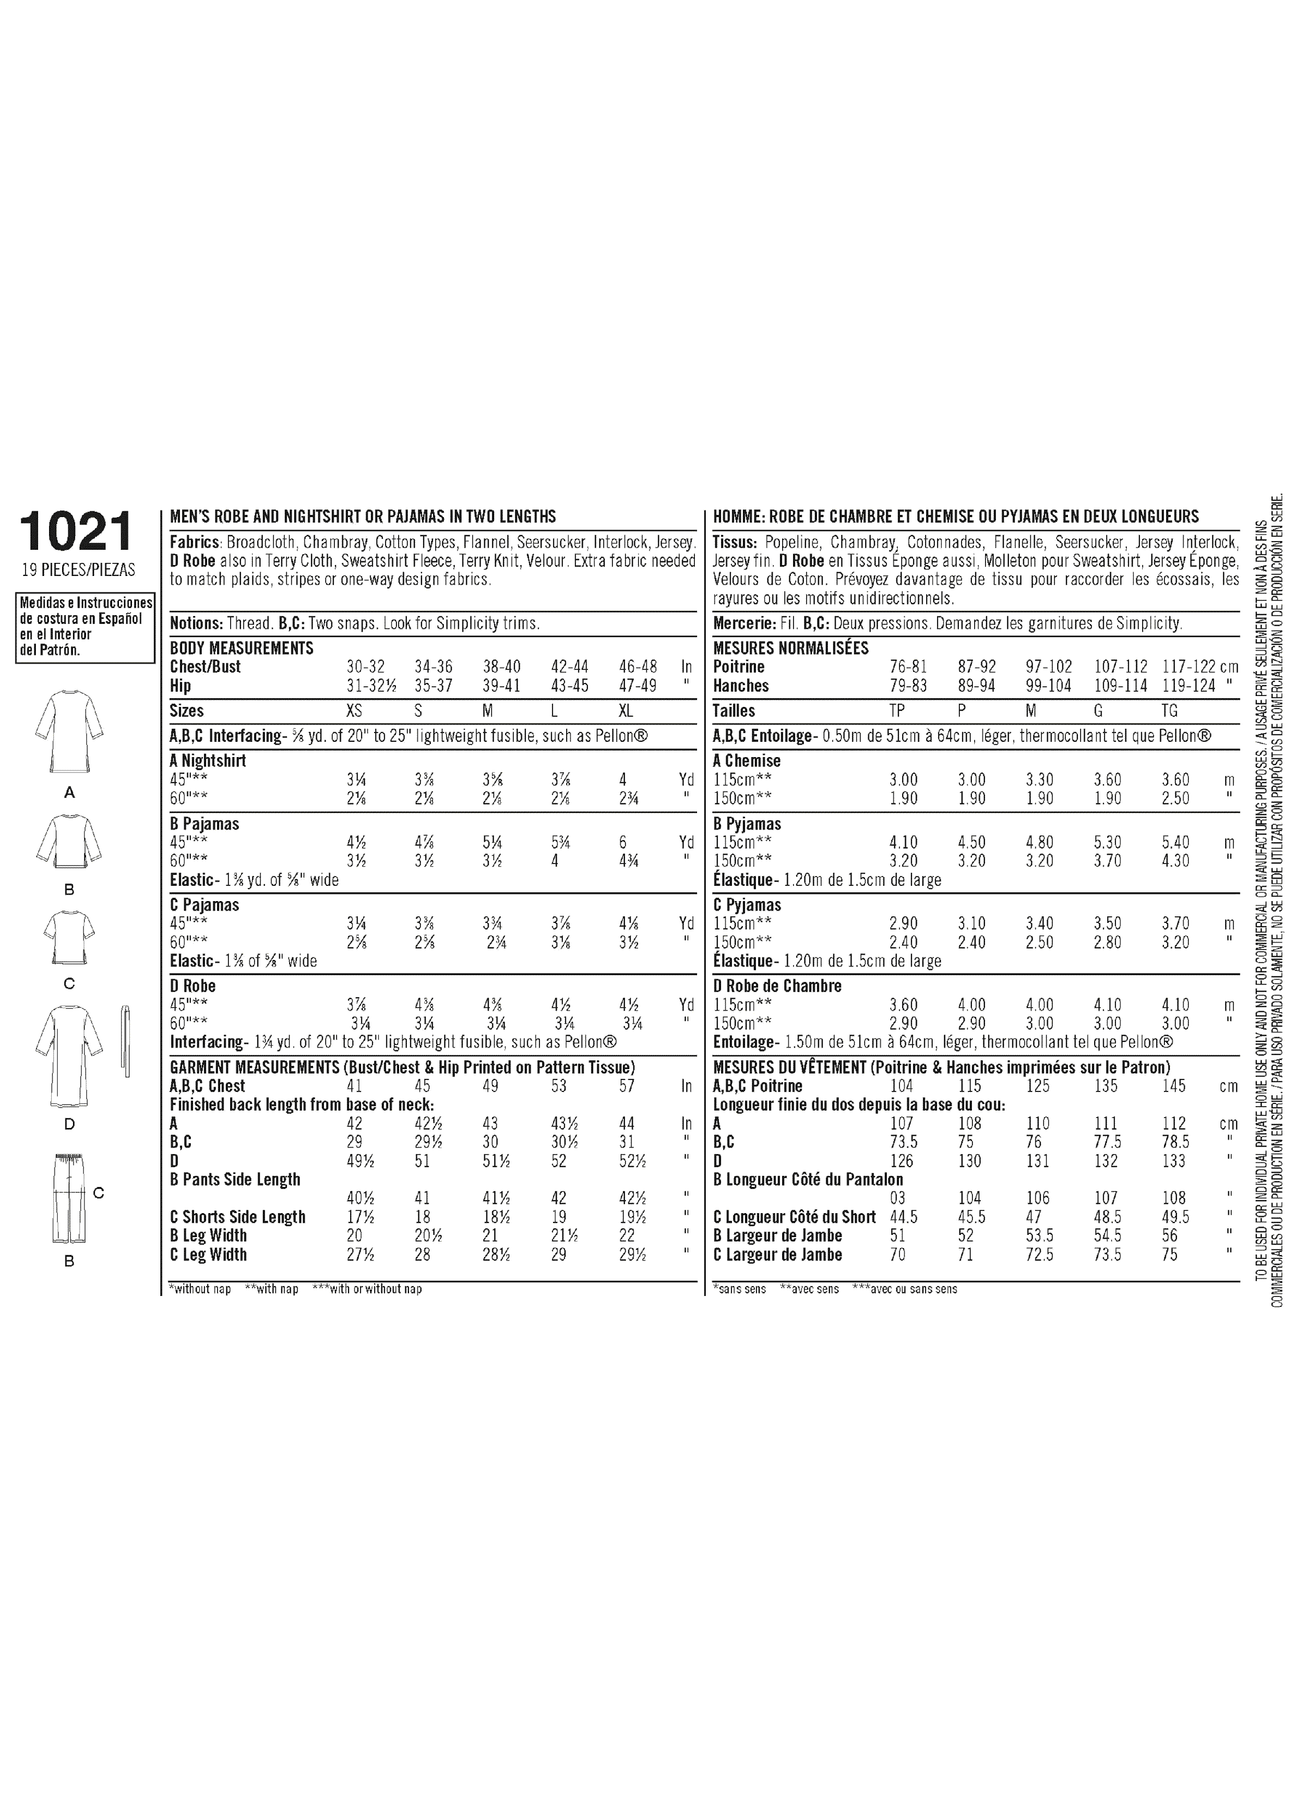 1021
19 PIECES/PIEZAS
Medidas e Instrucciones
de costura en Español
en el Interior
del Patrón.
A
B
C
D
C
B
MEN'S ROBE AND NIGHTSHIRT OR PAJAMAS IN TWO LENGTHS
Fabrics: Broadcloth, Chambray, Cotton Types, Flannel, Seersucker, Interlock, Jersey.
D Robe also in Terry Cloth, Sweatshirt Fleece, Terry Knit, Velour. Extra fabric needed
to match plaids, stripes or one-way design fabrics.
Notions: Thread. B,C: Two snaps. Look for Simplicity trims.
BODY MEASUREMENTS
Chest/Bust 30-32 34-36 38-40 42-44 46-48 In
Hip 31-32½ 35-37 39-41 43-45 47-49 "
Sizes XS S M L XL
A,B,C Interfacing- ⅝ yd. of 20" to 25" lightweight fusible, such as Pellon®
A Nightshirt
45"** 3¼ 3⅜ 3⅝ 3⅞ 4 Yd
60"** 2⅛ 2⅛ 2⅛ 2⅛ 2¾ "
B Pajamas
45"** 4½ 4⅞ 5¼ 5¾ 6 Yd
60"** 3½ 3½ 3½ 4 4¾ "
Elastic- 1⅜ yd. of ⅝" wide
C Pajamas
45"** 3¼ 3⅜ 3¾ 3⅞ 4⅛ Yd
60"** 2⅝ 2⅝ 2¾ 3⅛ 3½ "
Elastic- 1⅜ of ⅝" wide
D Robe
45"** 3⅞ 4⅜ 4⅜ 4½ 4½ Yd
60"** 3¼ 3¼ 3¼ 3¼ 3¼ "
Interfacing- 1¾ yd. of 20" to 25" lightweight fusible, such as Pellon®
GARMENT MEASUREMENTS (Bust/Chest & Hip Printed on Pattern Tissue)
A,B,C Chest 41 45 49 53 57 In
Finished back length from base of neck:
A 42 42½ 43 43½ 44 In
B,C 29 29½ 30 30½ 31 "
D 49½ 51 51½ 52 52½ "
B Pants Side Length
40½ 41 41½ 42 42½ "
C Shorts Side Length 17½ 18 18½ 19 19½ "
B Leg Width 20 20½ 21 21½ 22 "
C Leg Width 27½ 28 28½ 29 29½ "
*without nap **with nap ***with or without nap
HOMME: ROBE DE CHAMBRE ET CHEMISE OU PYJAMAS EN DEUX LONGUEURS
Tissus: Popeline, Chambray, Cotonnades, Flanelle, Seersucker, Jersey Interlock,
Jersey fin. D Robe en Tissus Éponge aussi, Molleton pour Sweatshirt, Jersey Éponge,
Velours de Coton. Prévoyez davantage de tissu pour raccorder les écossais, les
rayures ou les motifs unidirectionnels.
Mercerie: Fil. B,C: Deux pressions. Demandez les garnitures de Simplicity.
MESURES NORMALISÉES
Poitrine 76-81 87-92 97-102 107-112 117-122 cm
Hanches 79-83 89-94 99-104 109-114 119-124 "
Tailles TP P M G TG
A,B,C Entoilage- 0.50m de 51cm à 64cm, léger, thermocollant tel que Pellon®
A Chemise
115cm** 3.00 3.00 3.30 3.60 3.60 m
150cm** 1.90 1.90 1.90 1.90 2.50 "
B Pyjamas
115cm** 4.10 4.50 4.80 5.30 5.40 m
150cm** 3.20 3.20 3.20 3.70 4.30 "
Élastique- 1.20m de 1.5cm de large
C Pyjamas
115cm** 2.90 3.10 3.40 3.50 3.70 m
150cm** 2.40 2.40 2.50 2.80 3.20 "
Élastique- 1.20m de 1.5cm de large
D Robe de Chambre
115cm** 3.60 4.00 4.00 4.10 4.10 m
150cm** 2.90 2.90 3.00 3.00 3.00 "
Entoilage- 1.50m de 51cm à 64cm, léger, thermocollant tel que Pellon®
MESURES DU VÊTEMENT (Poitrine & Hanches imprimées sur le Patron)
A,B,C Poitrine 104 115 125 135 145 cm
Longueur finie du dos depuis la base du cou:
A 107 108 110 111 112 cm
B,C 73.5 75 76 77.5 78.5 "
D 126 130 131 132 133 "
B Longueur Côté du Pantalon
03 104 106 107 108 "
C Longueur Côté du Short 44.5 45.5 47 48.5 49.5 "
B Largeur de Jambe 51 52 53.5 54.5 56 "
C Largeur de Jambe 70 71 72.5 73.5 75 "
*sans sens **avec sens ***avec ou sans sens
TO BE USED FOR INDIVIDUAL PRIVATE HOME USE ONLY AND NOT FOR COMMERCIAL OR MANUFACTURING PURPOSES. / A USAGE PRIVÉ SEULEMENT ET NON À DES FINS
COMMERCIALES OU DE PRODUCTION EN SÉRIE. / PARA USO PRIVADO SOLAMENTE, NO SE PUEDE UTILIZAR CON PROPÓSITOS DE COMERCIALIZACIÓN O DE PRODUCCIÓN EN SERIE.